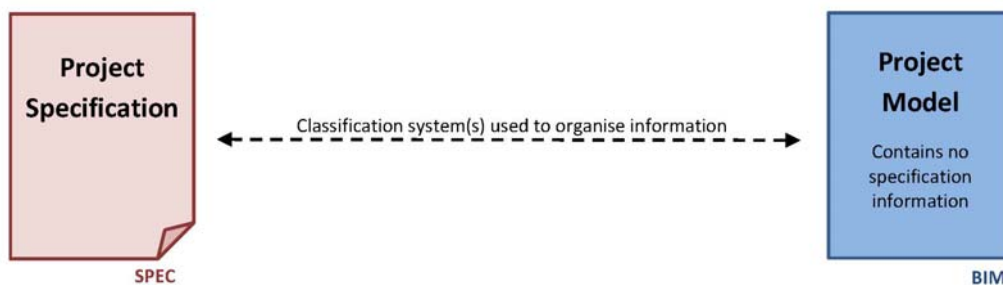 Project
Specification
SPEC
Classification system(s) used to organise information
Project
Model
Contains no
specification
information
BIM